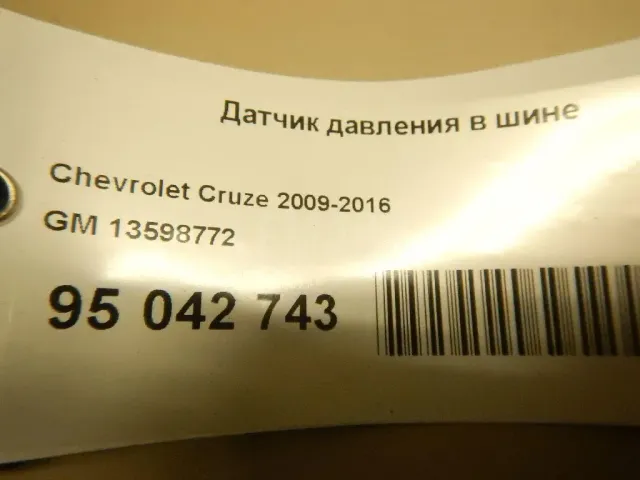 Датчик давления в шине
Chevrolet Cruze 2009-2016
GM 13598772
95 042 743